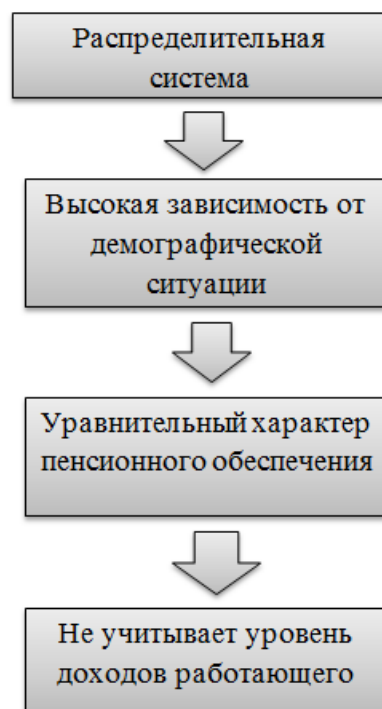 Распределительная
система
Высокая зависимость от
демографической
ситуации
Уравнительный характер
пенсионного обеспечения
Не учитывает уровень
доходов работающего